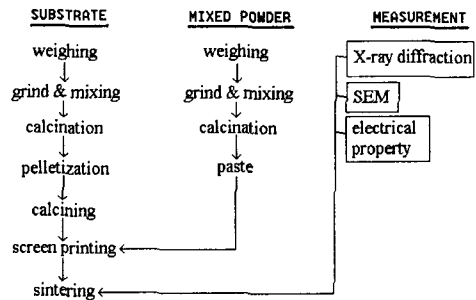 SUBSTRATE
weighing
grind & mixing
calcination
pelletization
calcining
screen printing
sintering
MIXED POWDER
weighing
grind & mixing
calcination
paste
MEASUREMENT
X-ray diffraction
SEM
electrical
property